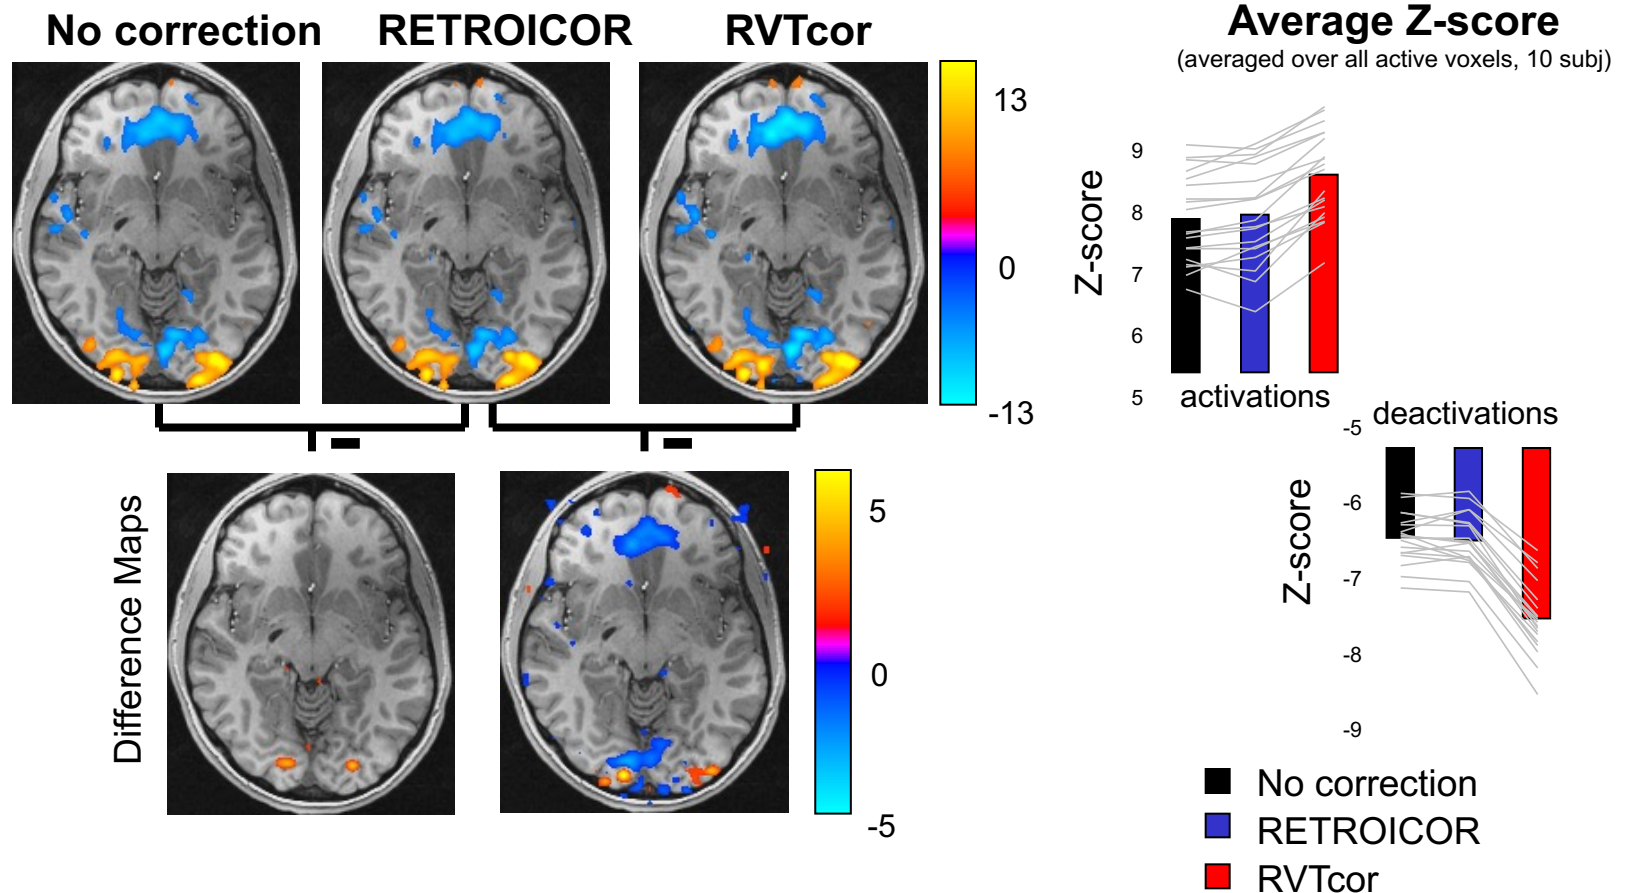 No correction
RETROICOR
RVTcor
13
0
-13
Difference Maps
5
0
-5
Average Z-score
(averaged over all active voxels, 10 subj)
Z-score
9
8
7
6
5
activations
deactivations
Z-score
-5
-6
-7
-8
-9
No correction
RETROICOR
RVTcor